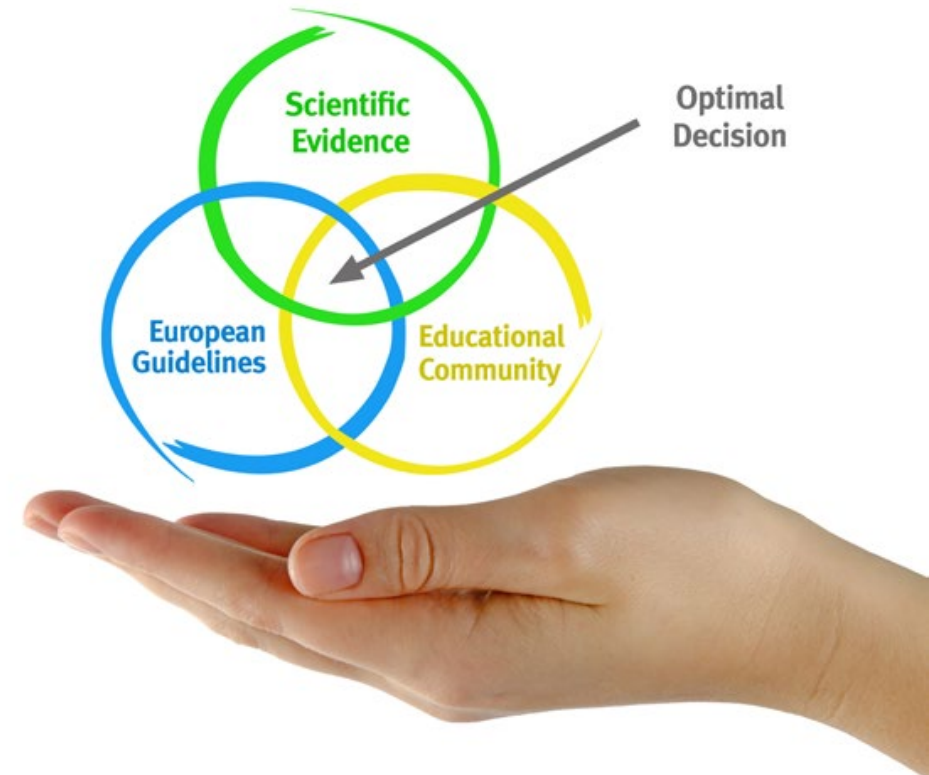 Scientific
Evidence
Optimal
Decision
European
Guidelines
Educational
Community